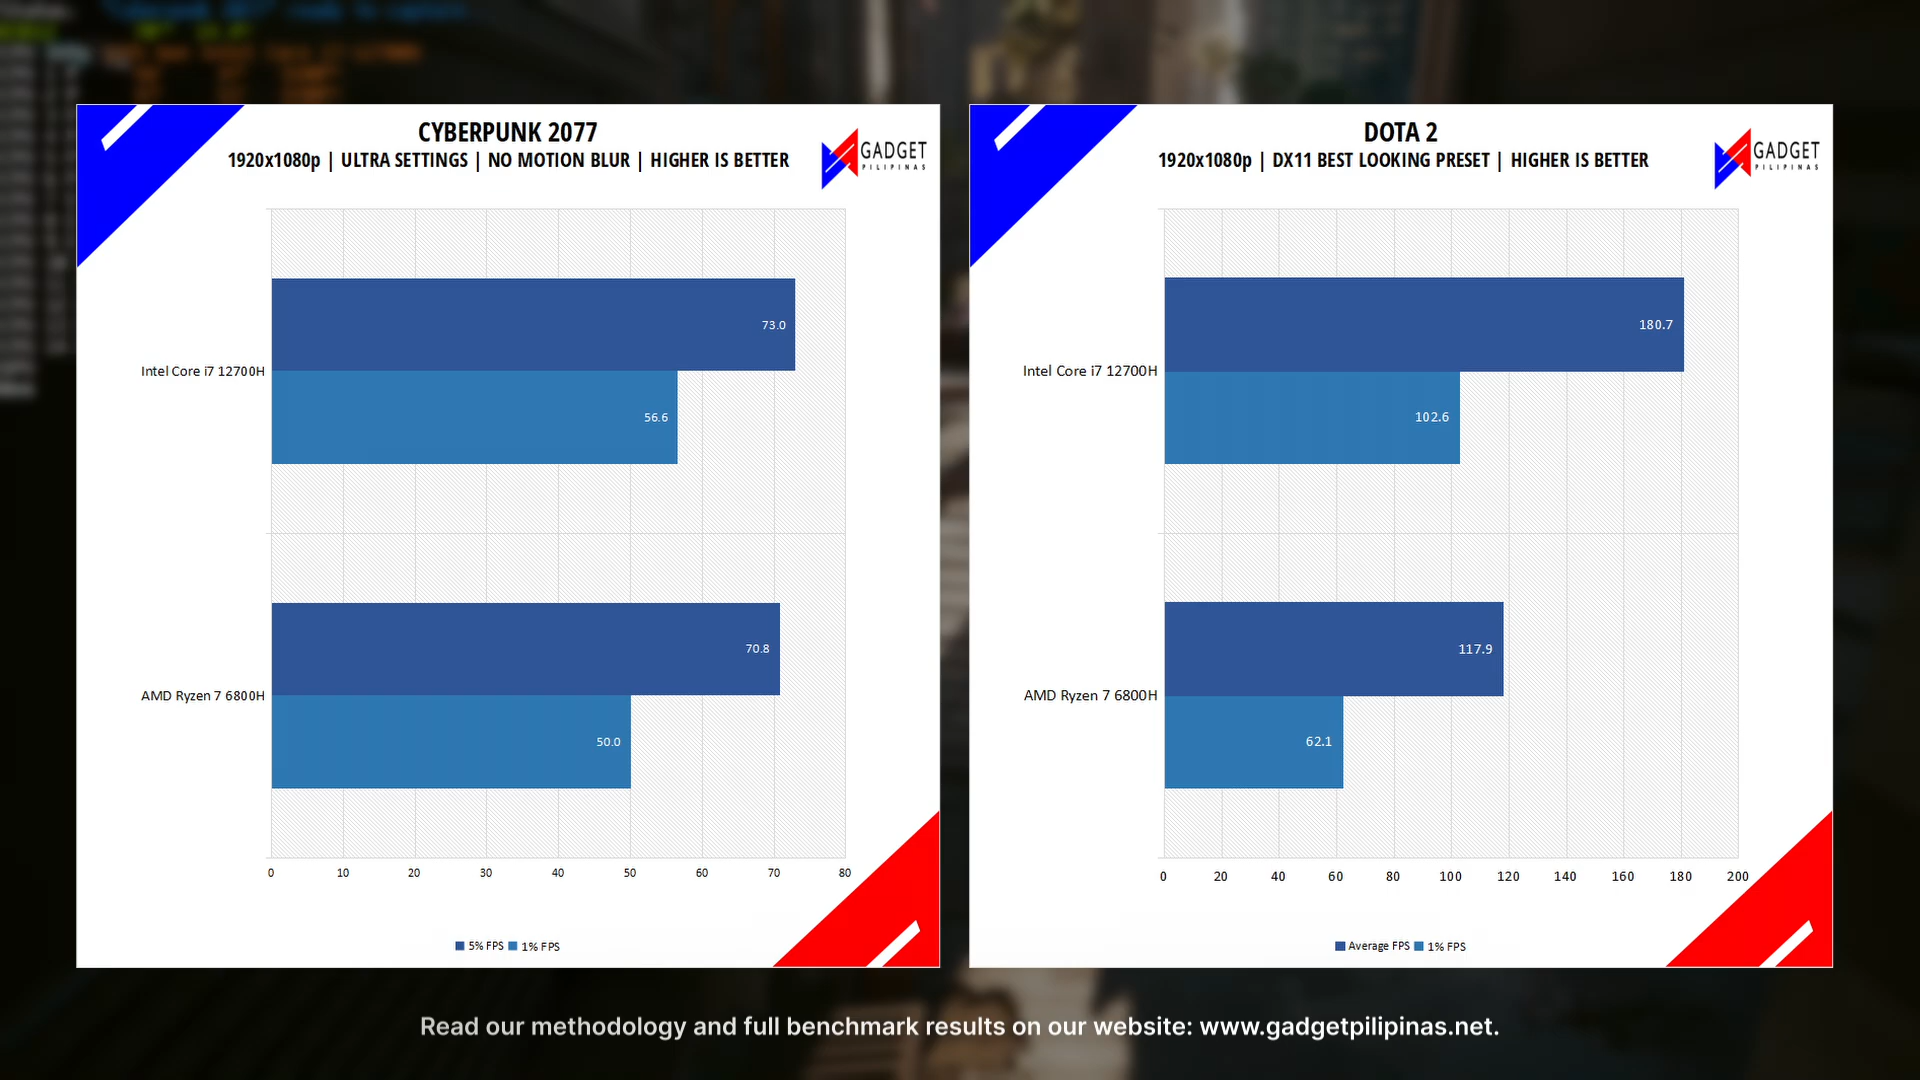 CYBERPUNK 2077
1920x1080p | ULTRA SETTINGS | NO MOTION BLUR | HIGHER IS BETTER
GADGET
PILIPINAS
Intel Core i7 12700H
73.0
56.6
AMD Ryzen 7 6800H
70.8
50.0
0 10 20 30 40 50 60 70 80
5% FPS 1% FPS
DOTA 2
1920x1080p | DX11 BEST LOOKING PRESET | HIGHER IS BETTER
GADGET
PILIPINAS
Intel Core i7 12700H
180.7
102.6
AMD Ryzen 7 6800H
117.9
62.1
0 20 40 60 80 100 120 140 160 180 200
Average FPS 1% FPS
Read our methodology and full benchmark results on our website: www.gadgetpilipinas.net.